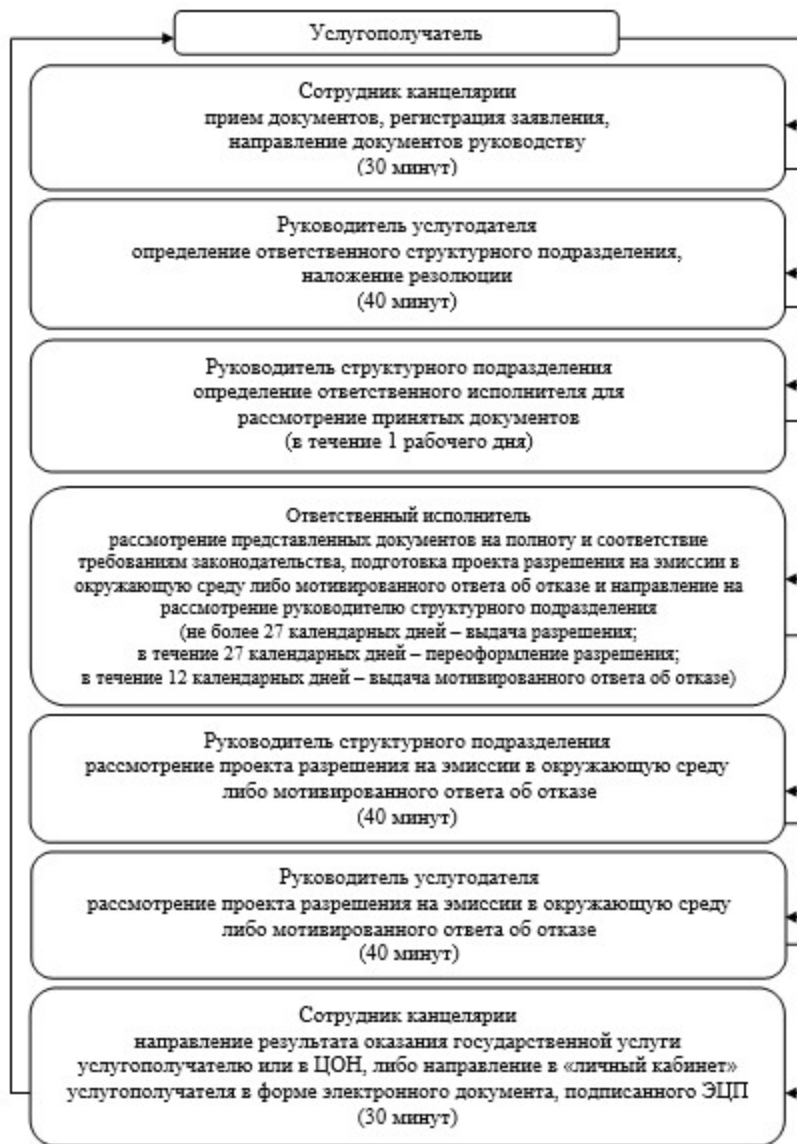 Услугополучатель
Сотрудник канцелярии
прием документов, регистрация заявления,
направление документов руководству
(30 минут)
Руководитель услугодателя
определение ответственного структурного подразделения,
наложение резолюции
(40 минут)
Руководитель структурного подразделения
определение ответственного исполнителя для
рассмотрение принятых документов
(в течение 1 рабочего дня)
Ответственный исполнитель
рассмотрение представленных документов на полноту и соответствие
требованиям законодательства, подготовка проекта разрешения на эмиссии в
окружающую среду либо мотивированного ответа об отказе и направление на
рассмотрение руководителю структурного подразделения
(не более 27 календарных дней – выдача разрешения;
в течение 27 календарных дней – переоформление разрешения;
в течение 12 календарных дней – выдача мотивированного ответа об отказе)
Руководитель структурного подразделения
рассмотрение проекта разрешения на эмиссии в окружающую среду
либо мотивированного ответа об отказе
(40 минут)
Руководитель услугодателя
рассмотрение проекта разрешения на эмиссии в окружающую среду
либо мотивированного ответа об отказе
(40 минут)
Сотрудник канцелярии
направление результата оказания государственной услуги
услугополучателю или в ЦОН, либо направление в «личный кабинет»
услугополучателя в форме электронного документа, подписанного ЭЦП
(30 минут)